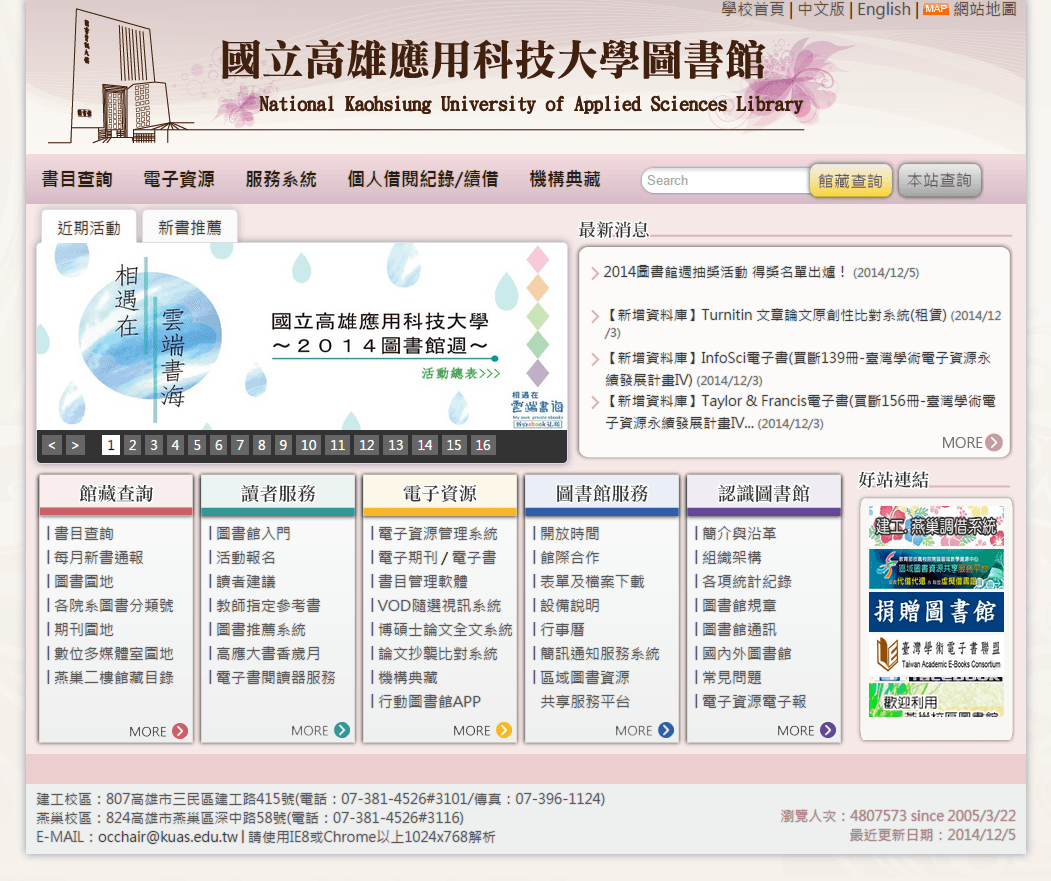 學校首頁 | 中文版 | English | MAP 網站地圖
國立高雄應用科技大學圖書館
National Kaohsiung University of Applied Sciences Library
書目查詢 電子資源 服務系統 個人借閱紀錄/續借 機構典藏 Search 館藏查詢 本站查詢
近期活動 新書推薦
相遇在
雲端書海
國立高雄應用科技大學
～２０１４圖書館週～
活動總表>>>
相遇在
雲端書海
< > 1 2 3 4 5 6 7 8 9 10 11 12 13 14 15 16
最新消息
2014圖書館週抽獎活動 得獎名單出爐！ (2014/12/5)
【新增資料庫】Turnitin 文章論文原創性比對系統(租賃) (2014/12
/3)
【新增資料庫】InfoSci電子書(買斷139冊-臺灣學術電子資源永
續發展計畫IV) (2014/12/3)
【新增資料庫】Taylor & Francis電子書(買斷156冊-臺灣學術電
子資源永續發展計畫IV... (2014/12/3)
MORE
館藏查詢
書目查詢
每月新書通報
圖書園地
各院系圖書分類號
期刊園地
數位多媒體室園地
燕巢二樓館藏目錄
MORE
讀者服務
圖書館入門
活動報名
讀者建議
教師指定參考書
圖書推薦系統
高應大書香歲月
電子書閱讀器服務
MORE
電子資源
電子資源管理系統
電子期刊 / 電子書
書目管理軟體
VOD隨選視訊系統
博碩士論文全文系統
論文抄襲比對系統
機構典藏
行動圖書館APP
MORE
圖書館服務
開放時間
館際合作
表單及檔案下載
設備說明
行事曆
簡訊通知服務系統
區域圖書資源
共享服務平台
MORE
認識圖書館
簡介與沿革
組織架構
各項統計紀錄
圖書館規章
圖書館通訊
國內外圖書館
常見問題
電子資源電子報
MORE
好站連結
建工.燕巢調借系統
區域圖書資源共享服務平台
捐贈圖書館
臺灣學術電子書聯盟
Taiwan Academic E-Books Consortium
歡迎利用
燕巢校區圖書館
建工校區：807高雄市三民區建工路415號(電話：07-381-4526#3101/傳真：07-396-1124)
燕巢校區：824高雄市燕巢區深中路58號(電話：07-381-4526#3116)
E-MAIL：occhair@kuas.edu.tw | 請使用IE8或Chrome以上1024x768解析
瀏覽人次：4807573 since 2005/3/22
最近更新日期：2014/12/5